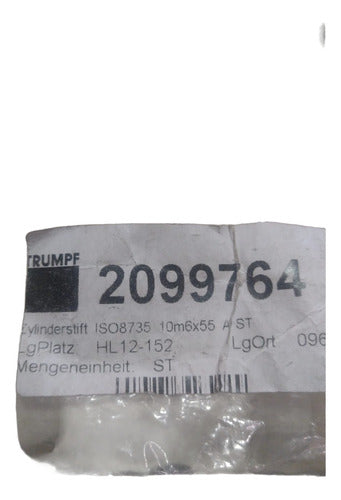 TRUMPF
2099764
Zylinderstift ISO8735 10m6x55 A ST
LgPlatz HL12-152 LgOrt 096
Mengeneinheit ST